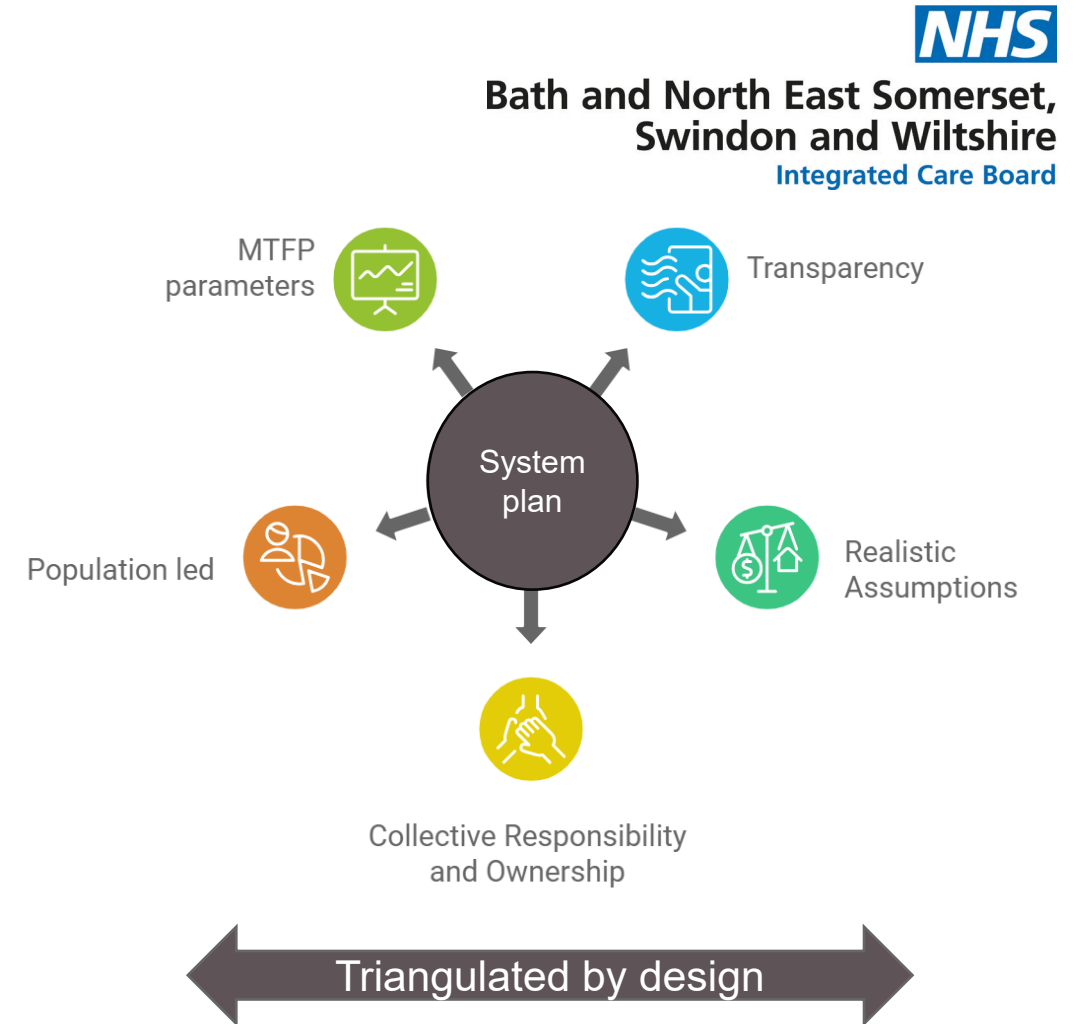 NHS
Bath and North East Somerset,
Swindon and Wiltshire
Integrated Care Board
MTFP
parameters
Transparency
System
plan
Population led
$
Realistic
Assumptions
Collective Responsibility
and Ownership
Triangulated by design